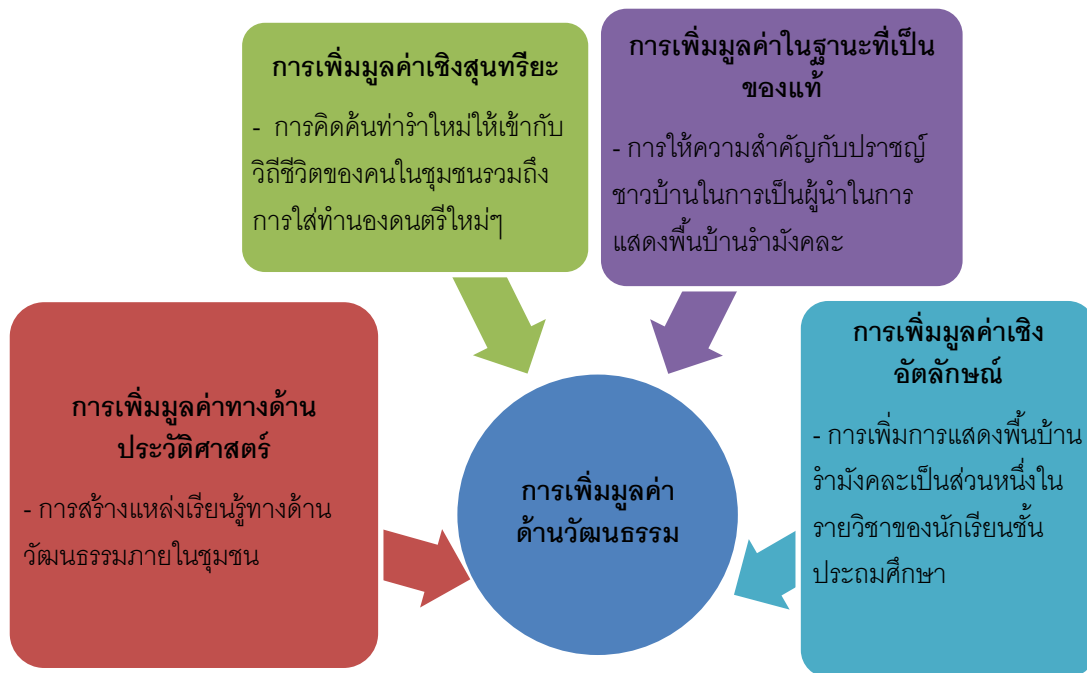 การเพิ่มมูลค่าเชิงสุนทรียะ
- การคิดค้นท่ารำใหม่ให้เข้ากับ
วิถีชีวิตของคนในชุมชนรวมถึง
การใส่ทำนองดนตรีใหม่ๆ
การเพิ่มมูลค่าในฐานะที่เป็น
ของแท้
- การให้ความสำคัญกับปราชญ์
ชาวบ้านในการเป็นผู้นำในการ
แสดงพื้นบ้านรำมังคละ
การเพิ่มมูลค่าทางด้าน
ประวัติศาสตร์
- การสร้างแหล่งเรียนรู้ทางด้าน
วัฒนธรรมภายในชุมชน
การเพิ่มมูลค่า
ด้านวัฒนธรรม
การเพิ่มมูลค่าเชิง
อัตลักษณ์
- การเพิ่มการแสดงพื้นบ้าน
รำมังคละเป็นส่วนหนึ่งใน
รายวิชาของนักเรียนชั้น
ประถมศึกษา